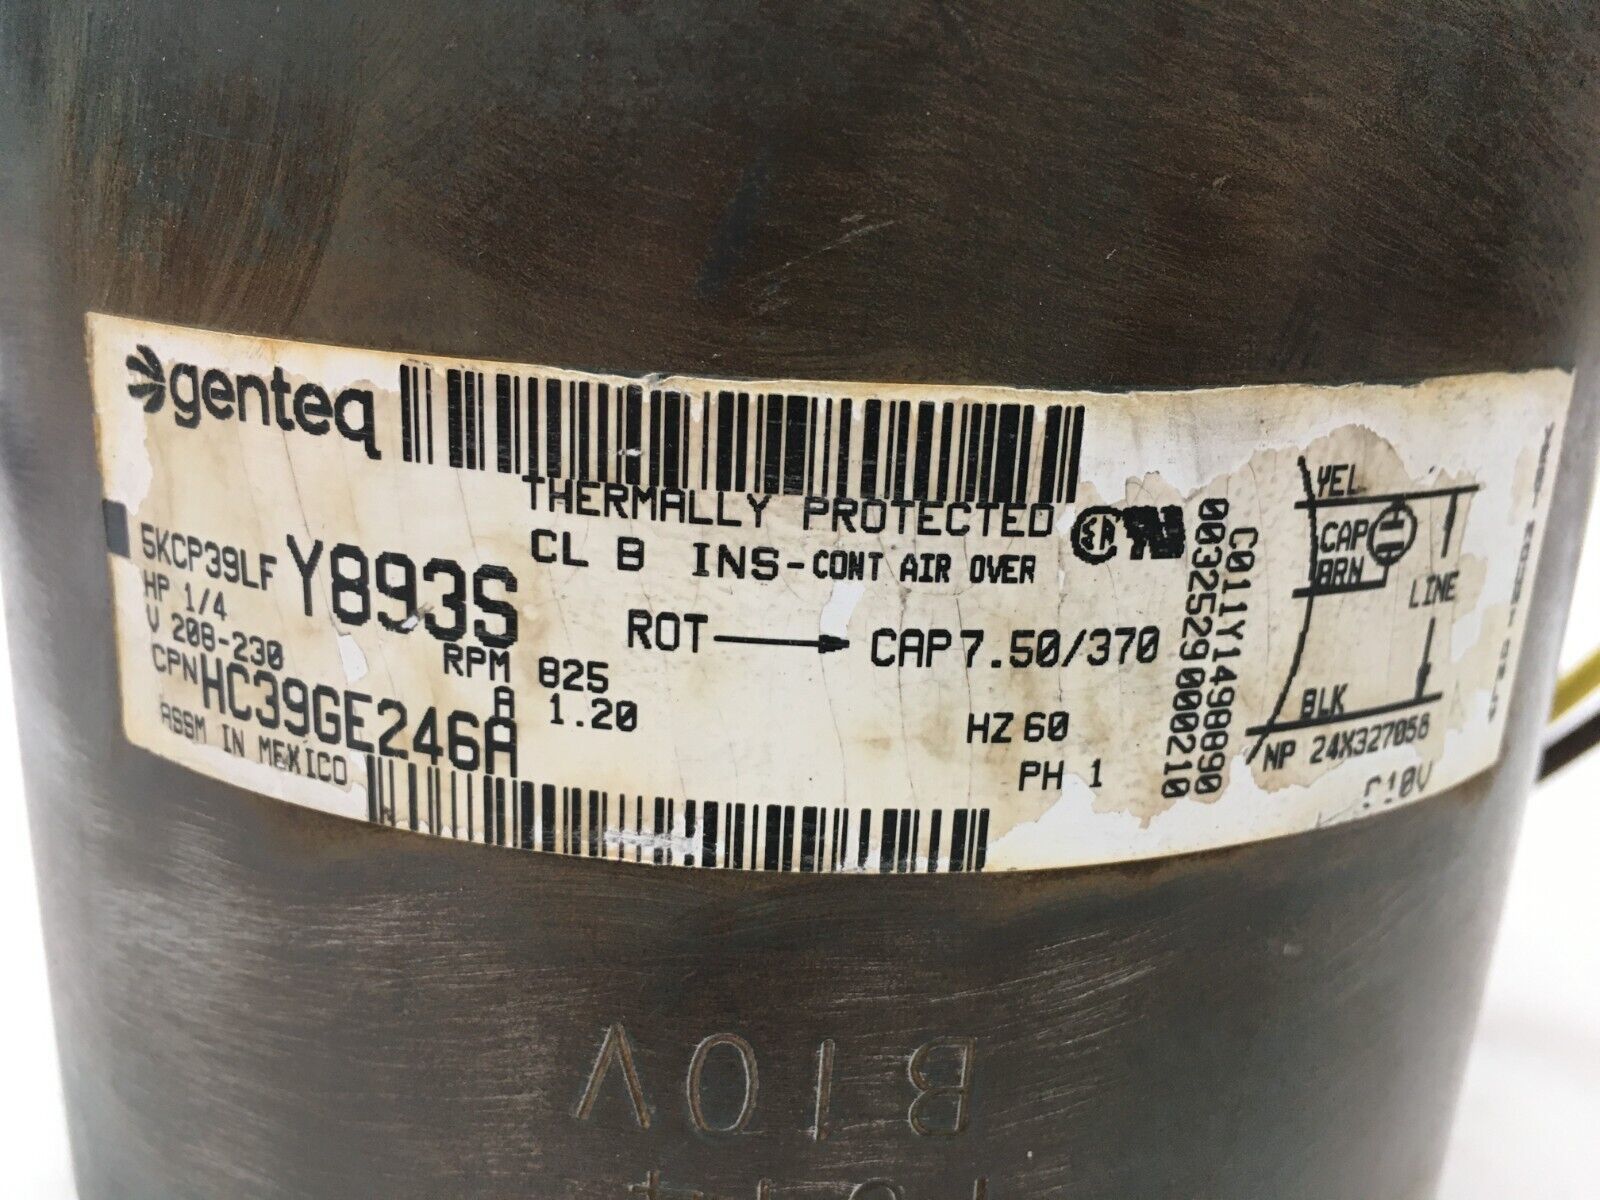 genteq
THERMALLY PROTECTED
CL B INS-CONT AIR OVER
5KCP39LF Y893S
HP 1/4
V 208-230
RPM 825
A 1.20
CPN HC39GE246A
ASSM IN MEXICO
ROT
CAP 7.50/370
HZ 60
PH 1
C011Y1149BB90
00325290000210
YEL
CAP
BRN
LINE
BLK
NP 24X327058
B10V